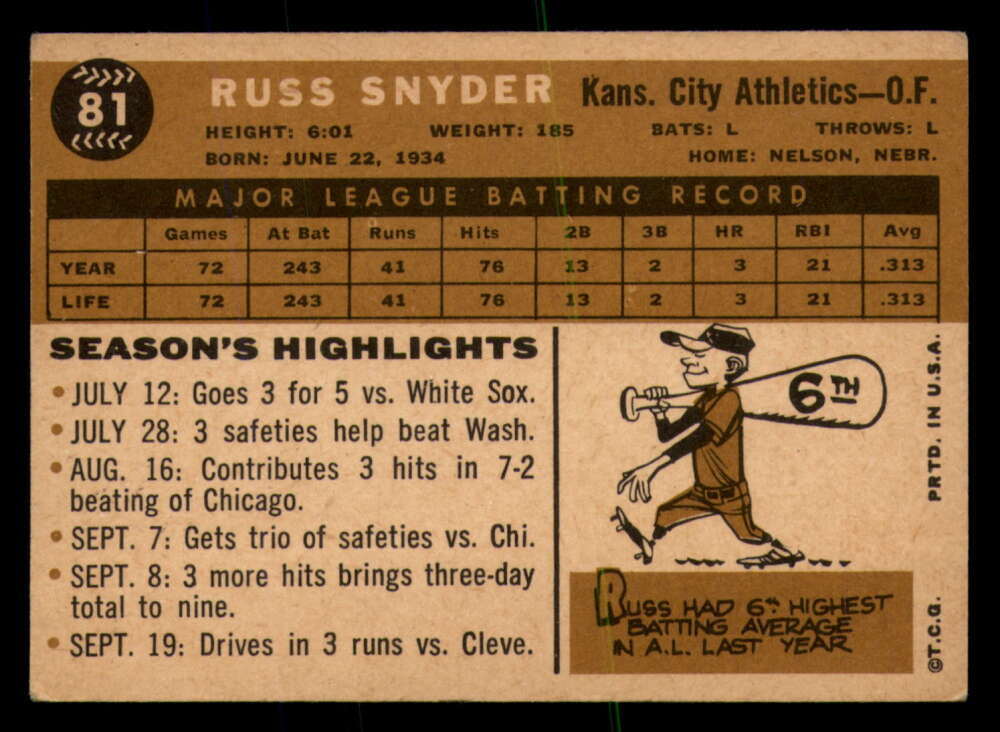 81
RUSS SNYDER Kans. City Athletics—O.F.
HEIGHT: 6:01 WEIGHT: 185 BATS: L THROWS: L
BORN: JUNE 22, 1934 HOME: NELSON, NEBR.
MAJOR LEAGUE BATTING RECORD
Games At Bat Runs Hits 2B 3B HR RBI Avg
YEAR 72 243 41 76 13 2 3 21 .313
LIFE 72 243 41 76 13 2 3 21 .313
SEASON'S HIGHLIGHTS
• JULY 12: Goes 3 for 5 vs. White Sox.
• JULY 28: 3 safeties help beat Wash.
• AUG. 16: Contributes 3 hits in 7-2
beating of Chicago.
• SEPT. 7: Gets trio of safeties vs. Chi.
• SEPT. 8: 3 more hits brings three-day
total to nine.
• SEPT. 19: Drives in 3 runs vs. Cleve.
6TH
RUSS HAD 6TH HIGHEST
BATTING AVERAGE
IN A.L. LAST YEAR
©T.C.G. PRTD. IN U.S.A.